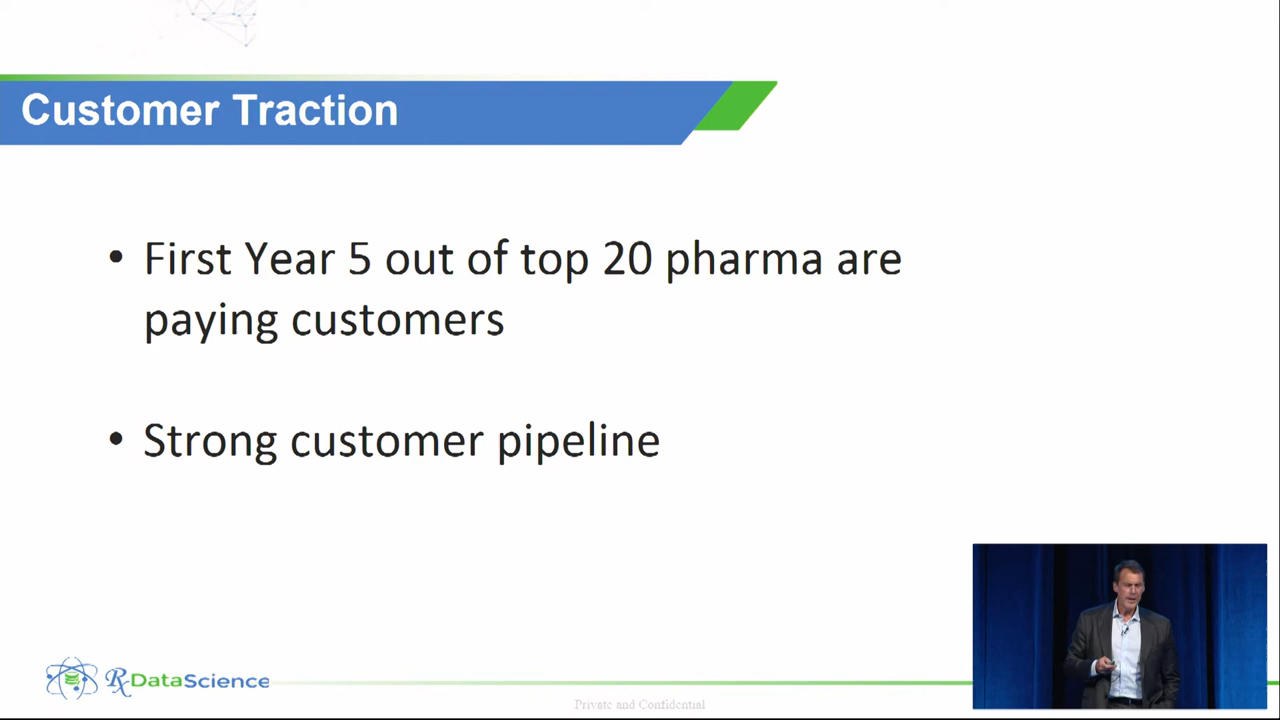 Customer Traction
• First Year 5 out of top 20 pharma are
paying customers
• Strong customer pipeline
RxDataScience
Private and Confidential